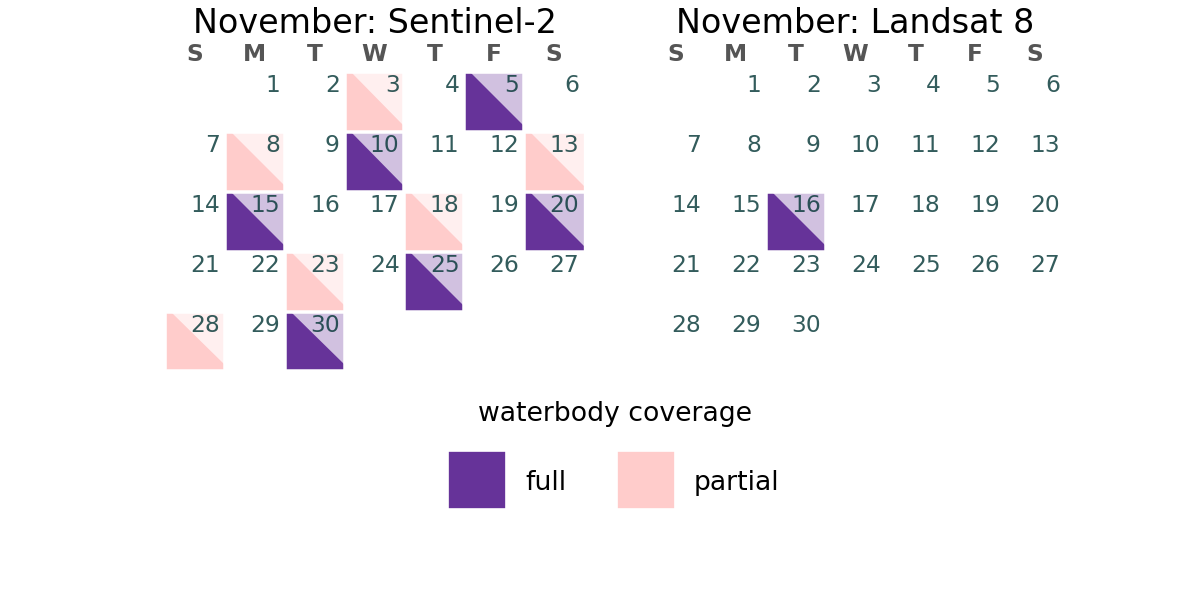 November: Sentinel-2
S M T W T F S
1 2 3 4 5 6
7 8 9 10 11 12 13
14 15 16 17 18 19 20
21 22 23 24 25 26 27
28 29 30
November: Landsat 8
S M T W T F S
1 2 3 4 5 6
7 8 9 10 11 12 13
14 15 16 17 18 19 20
21 22 23 24 25 26 27
28 29 30
waterbody coverage
full
partial